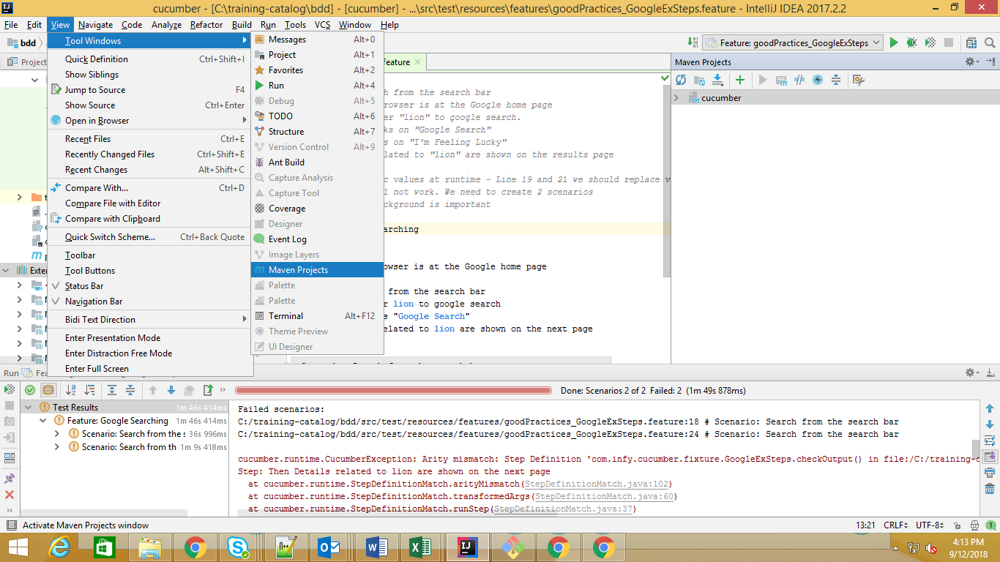 cucumber - [C:\training-catalog\bdd] - [cucumber] - ...\src\test\resources\features\goodPractices_GoogleExSteps.feature - IntelliJ IDEA 2017.2.2
File Edit View Navigate Code Analyze Refactor Build Run Tools VCS Window Help
bdd
Feature: goodPractices_GoogleExSteps
Tool Windows
Quick Definition Ctrl+Shift+I
Show Siblings
Jump to Source F4
Show Source Ctrl+Enter
Open in Browser
Recent Files Ctrl+E
Recently Changed Files Ctrl+Shift+E
Recent Changes Alt+Shift+C
Compare With... Ctrl+D
Compare File with Editor
Compare with Clipboard
Quick Switch Scheme... Ctrl+Back Quote
Toolbar
Tool Buttons
Status Bar
Navigation Bar
Bidi Text Direction
Enter Presentation Mode
Enter Distraction Free Mode
Enter Full Screen
Messages Alt+0
Project Alt+1
Favorites Alt+2
Run Alt+4
Debug Alt+5
TODO Alt+6
Structure Alt+7
Version Control Alt+9
Ant Build
Capture Analysis
Capture Tool
Coverage
Designer
Event Log
Image Layers
Maven Projects
Palette
Palette
Terminal Alt+F12
Theme Preview
UI Designer
Project
Exter
feature
from the search bar
rowser is at the Google home page
er "lion" to google search.
ks on "Google Search"
s on "I'm Feeling Lucky"
lated to "lion" are shown on the results page
c values at runtime - Line 19 and 21 we should replace v
l not work. We need to create 2 scenarios
ckground is important
arching
owser is at the Google home page
from the search bar
r lion to google search
s "Google Search"
elated to lion are shown on the next page
Maven Projects
cucumber
Run Fea
Done: Scenarios 2 of 2 Failed: 2 (1m 49s 878ms)
Test Results 1m 46s 414ms
Feature: Google Searching 1m 46s 414ms
Scenario: Search from the s 36s 996ms
Scenario: Search from th 1m 9s 418ms
Failed scenarios:
C:/training-catalog/bdd/src/test/resources/features/goodPractices_GoogleExSteps.feature:18 # Scenario: Search from the search bar
C:/training-catalog/bdd/src/test/resources/features/goodPractices_GoogleExSteps.feature:24 # Scenario: Search from the search bar
cucumber.runtime.CucumberException: Arity mismatch: Step Definition 'com.infy.cucumber.fixture.GoogleExSteps.checkOutput() in file:/C:/training-c
Step: Then Details related to lion are shown on the next page
at cucumber.runtime.StepDefinitionMatch.arityMismatch(StepDefinitionMatch.java:102)
at cucumber.runtime.StepDefinitionMatch.transformedArgs(StepDefinitionMatch.java:60)
at cucumber.runtime.StepDefinitionMatch.runStep(StepDefinitionMatch.java:37)
Activate Maven Projects window
13:21 CRLF UTF-8
4:13 PM
9/12/2018